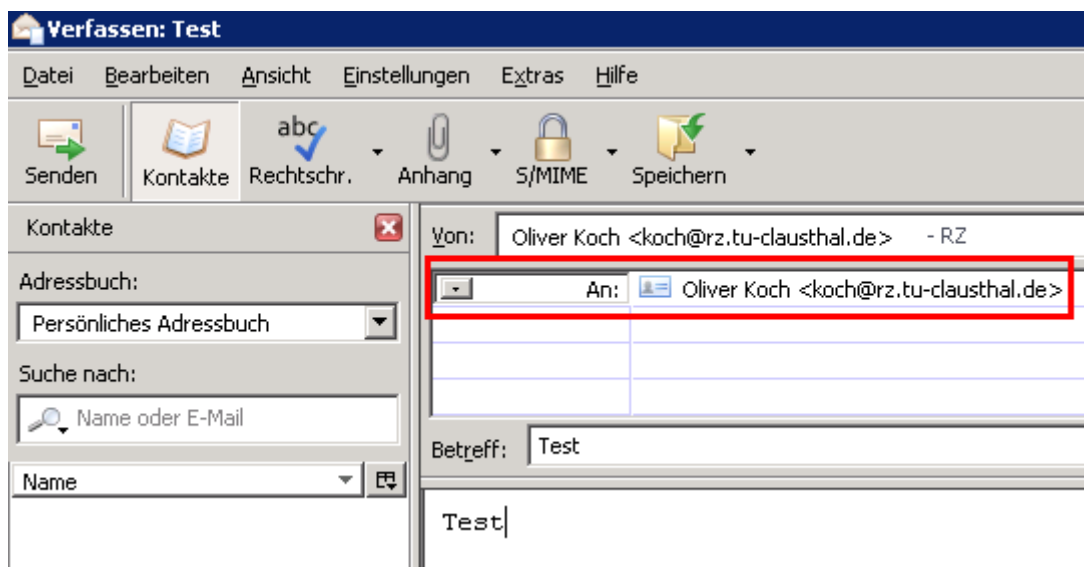 Verfassen: Test
Datei Bearbeiten Ansicht Einstellungen Extras Hilfe
abc
Senden Kontakte Rechtschr. Anhang S/MIME Speichern
Kontakte
Von: Oliver Koch <koch@rz.tu-clausthal.de> - RZ
Adressbuch:
An: Oliver Koch <koch@rz.tu-clausthal.de>
Persönliches Adressbuch
Suche nach:
Name oder E-Mail
Betreff: Test
Name
Test